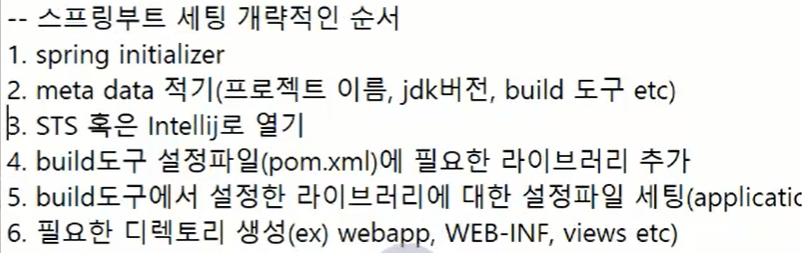 -- 스프링부트 세팅 개략적인 순서
1. spring initializer
2. meta data 적기(프로젝트 이름, jdk버전, build 도구 etc)
3. STS 혹은 Intellij로 열기
4. build도구 설정파일(pom.xml)에 필요한 라이브러리 추가
5. build도구에서 설정한 라이브러리에 대한 설정파일 세팅(applicatio
6. 필요한 디렉토리 생성(ex) webapp, WEB-INF, views etc)